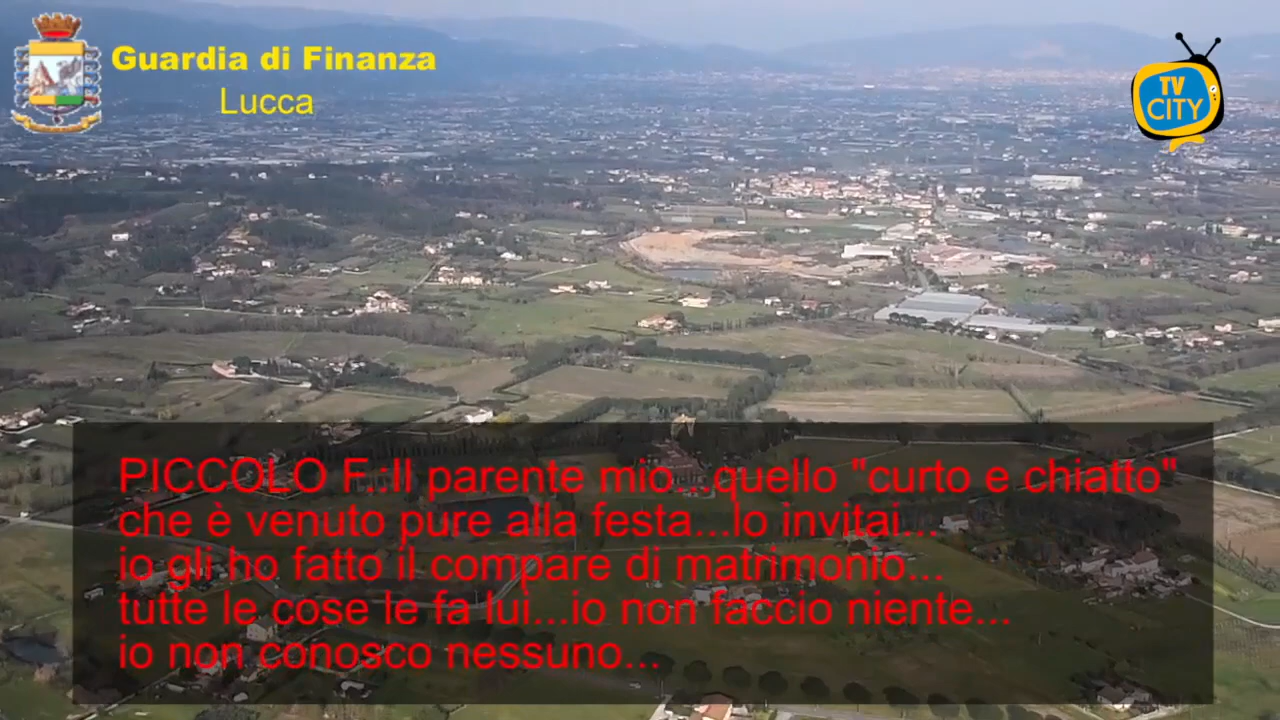 Guardia di Finanza
Lucca
TV
CITY
PICCOLO F.:Il parente mio...quello "curto e chiatto"
che è venuto pure alla festa...lo invitai...
io gli ho fatto il compare di matrimonio...
tutte le cose le fa lui...io non faccio niente...
io non conosco nessuno...